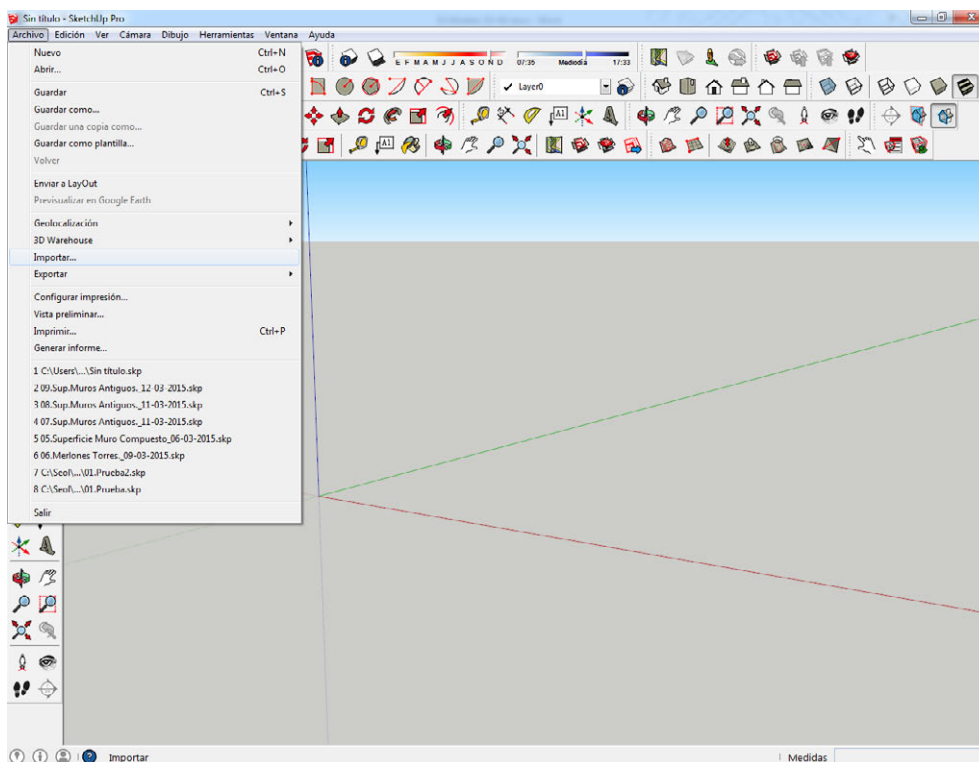 Sin título - SketchUp Pro
Archivo Edición Ver Cámara Dibujo Herramientas Ventana Ayuda
Nuevo Ctrl+N
Abrir... Ctrl+O
Guardar Ctrl+S
Guardar como...
Guardar una copia como...
Guardar como plantilla...
Volver
Enviar a LayOut
Previsualizar en Google Earth
Geolocalización
3D Warehouse
Importar...
Exportar
Configurar impresión...
Vista preliminar...
Imprimir... Ctrl+P
Generar informe...
1 C:\Users\...\Sin título.skp
2 09.Sup.Muros Antiguos._12-03-2015.skp
3 08.Sup.Muros Antiguos._11-03-2015.skp
4 07.Sup.Muros Antiguos._11-03-2015.skp
5 05.Superficie Muro Compuesto_06-03-2015.skp
6 06.Merlones Torres._09-03-2015.skp
7 C:\Seol\...\01.Prueba2.skp
8 C:\Seol\...\01.Prueba.skp
Salir
E F M A M J J A S O N D 07:35 Mediodía 17:33
Layer0
A1
A1
Importar
Medidas